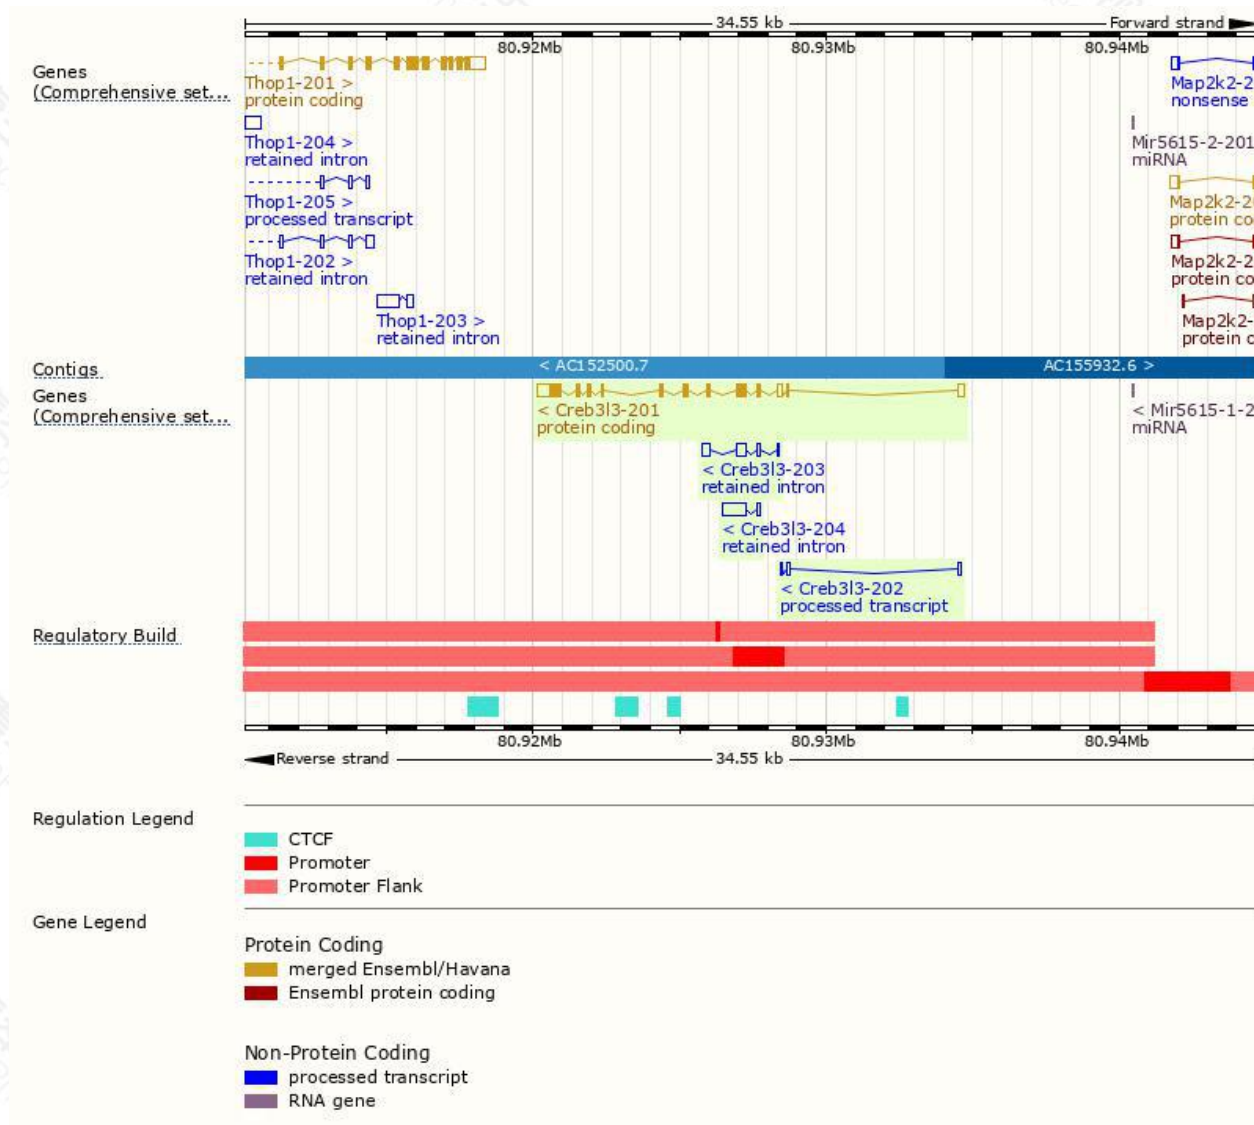 34.55 kb
Forward strand
80.92Mb
80.93Mb
80.94Mb
Genes
(Comprehensive set...
Thop1-201 >
protein coding
Map2k2-2
nonsense
Thop1-204 >
retained intron
Mir5615-2-201
miRNA
Thop1-205 >
processed transcript
Map2k2-2
protein co
Thop1-202 >
retained intron
Map2k2-2
protein co
Thop1-203 >
retained intron
Map2k2-
protein c
Contigs
< AC152500.7
AC155932.6 >
Genes
(Comprehensive set...
< Creb3l3-201
protein coding
< Mir5615-1-2
miRNA
< Creb3l3-203
retained intron
< Creb3l3-204
retained intron
< Creb3l3-202
processed transcript
Regulatory Build
80.92Mb
80.93Mb
80.94Mb
Reverse strand
34.55 kb
Regulation Legend
CTCF
Promoter
Promoter Flank
Gene Legend
Protein Coding
merged Ensembl/Havana
Ensembl protein coding
Non-Protein Coding
processed transcript
RNA gene